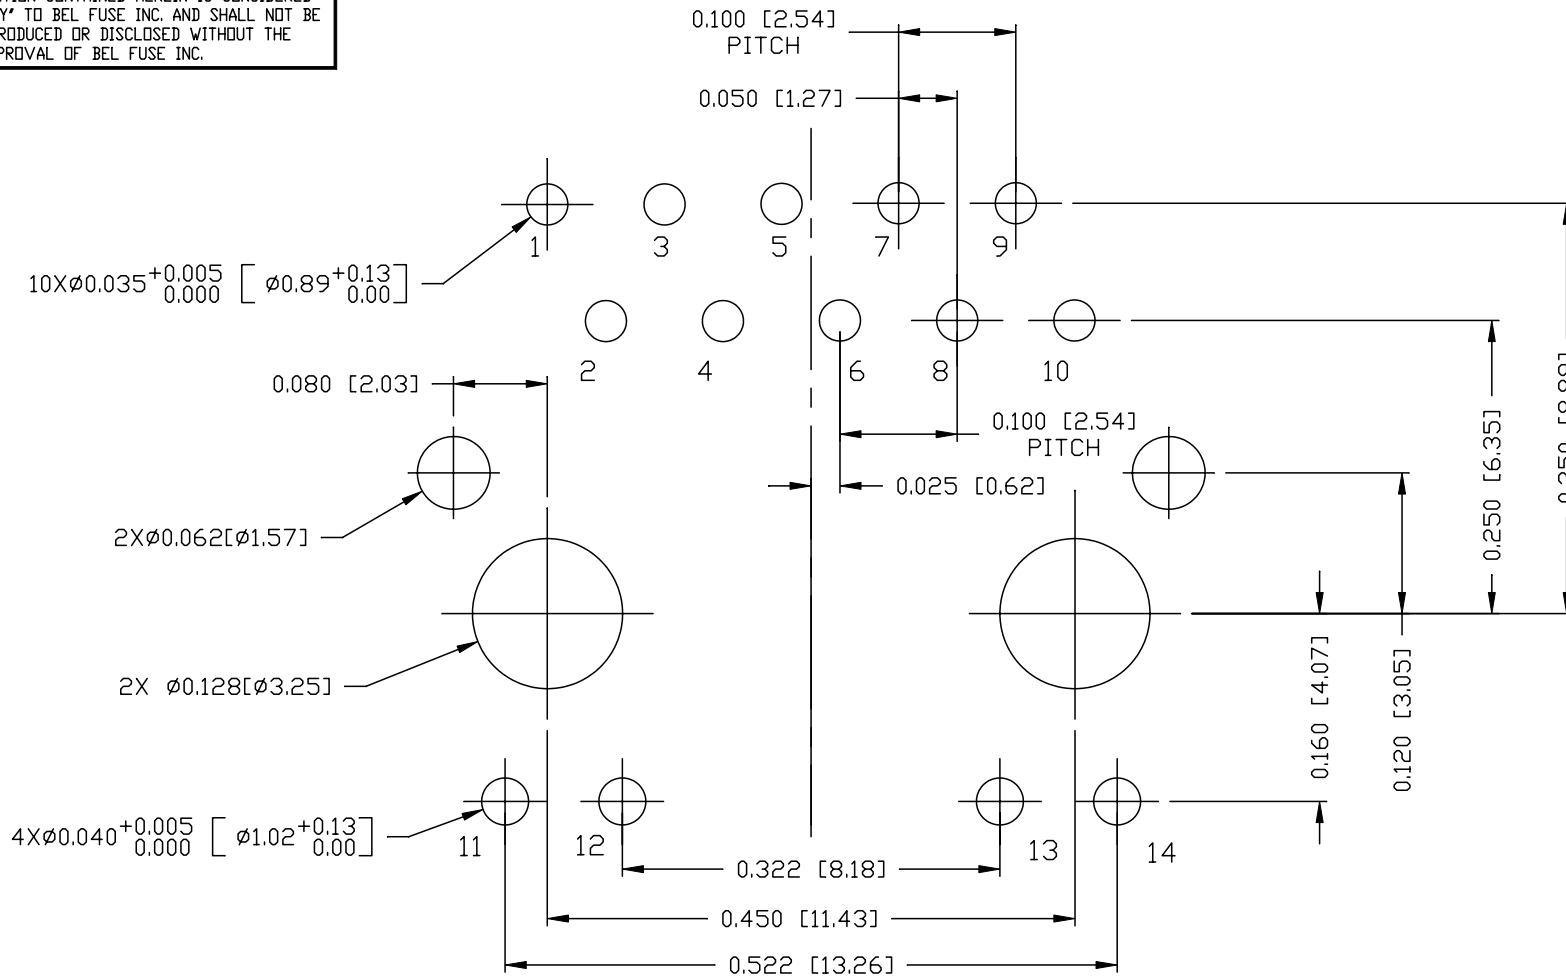 Y" TO BEL FUSE INC. AND SHALL NOT BE
OR DISCLOSED WITHOUT THE
OF BEL FUSE INC.
0.100 [2.54]
PITCH
0.050 [1.27]
1
3
5
7
9
10XØ0.035 +0.005 0.000 [ Ø0.89 +0.13 0.00 ]
2
4
6
8
10
0.080 [2.03]
0.100 [2.54]
PITCH
0.025 [0.62]
0.250 [6.35]
2XØ0.062[Ø1.57]
2X Ø0.128[Ø3.25]
0.160 [4.07]
0.120 [3.05]
4XØ0.040 +0.005 0.000 [ Ø1.02 +0.13 0.00 ]
11
12
13
14
0.322 [8.18]
0.450 [11.43]
0.522 [13.26]